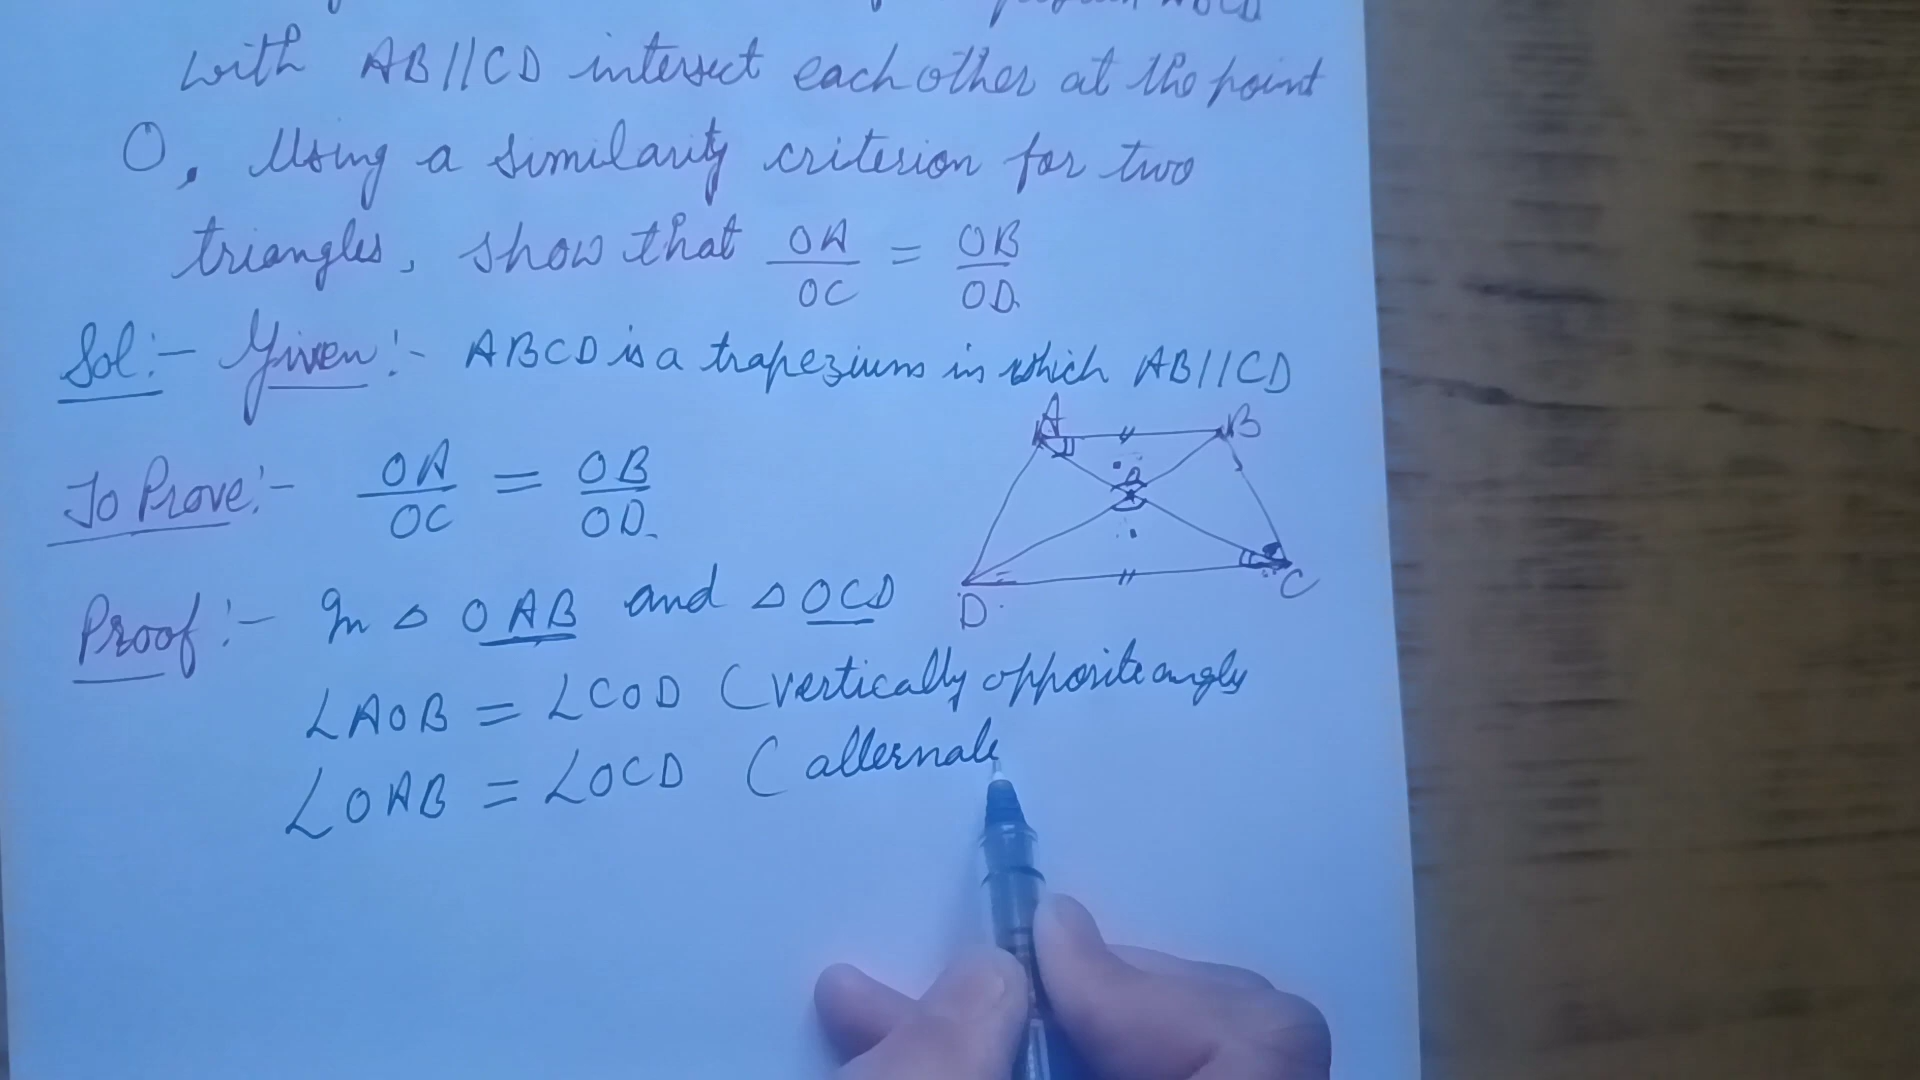 ABCD
with AB//CD intersect each other at the point
O, Using a similarity criterion for two
triangles, show that OA/OC = OB/OD.
Sol:- Given:- ABCD is a trapezium in which AB//CD
To Prove:- OA/OC = OB/OD.
A B
O
D C
Proof:- In △ OAB and △ OCD
∠AOB = ∠COD (vertically opposite angles
∠OAB = ∠OCD (alternate